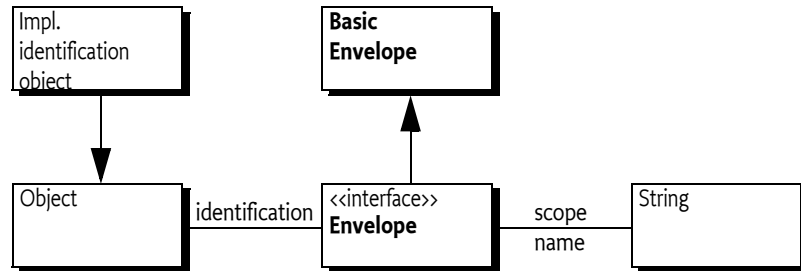 Impl.
identification
object
Basic
Envelope
Object
identification
<<interface>>
Envelope
scope
name
String